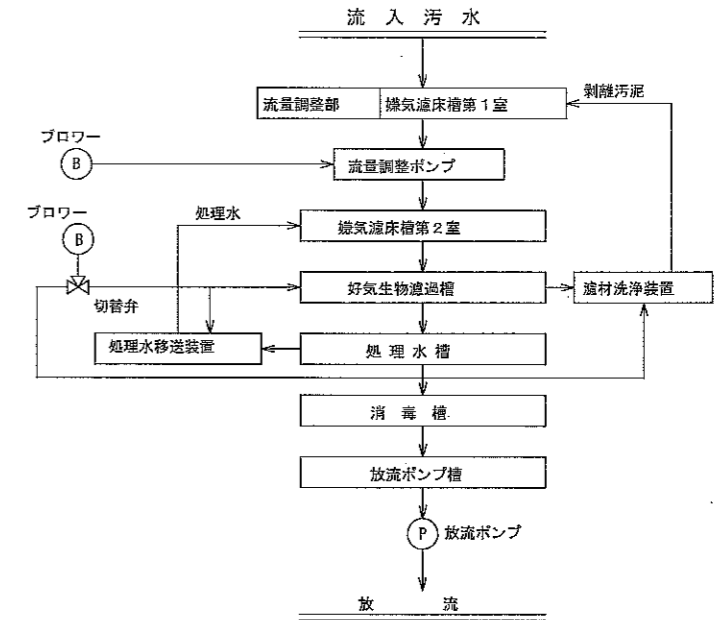 流入汚水
流量調整部 嫌気濾床槽第1室
剥離汚泥
ブロワー
B
流量調整ポンプ
ブロワー
B
処理水
嫌気濾床槽第2室
切替弁
好気生物濾過槽
濾材洗浄装置
処理水移送装置
処理水槽
消毒槽
放流ポンプ槽
P 放流ポンプ
放流